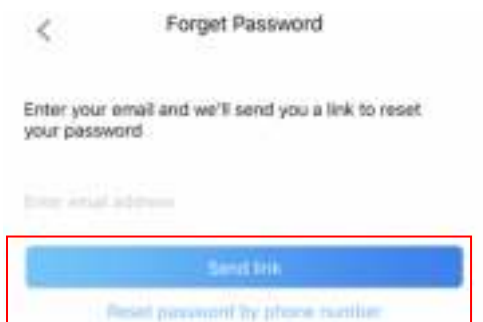 Forget Password
Enter your email and we'll send you a link to reset
your password
Enter email address
Send link
Reset password by phone number